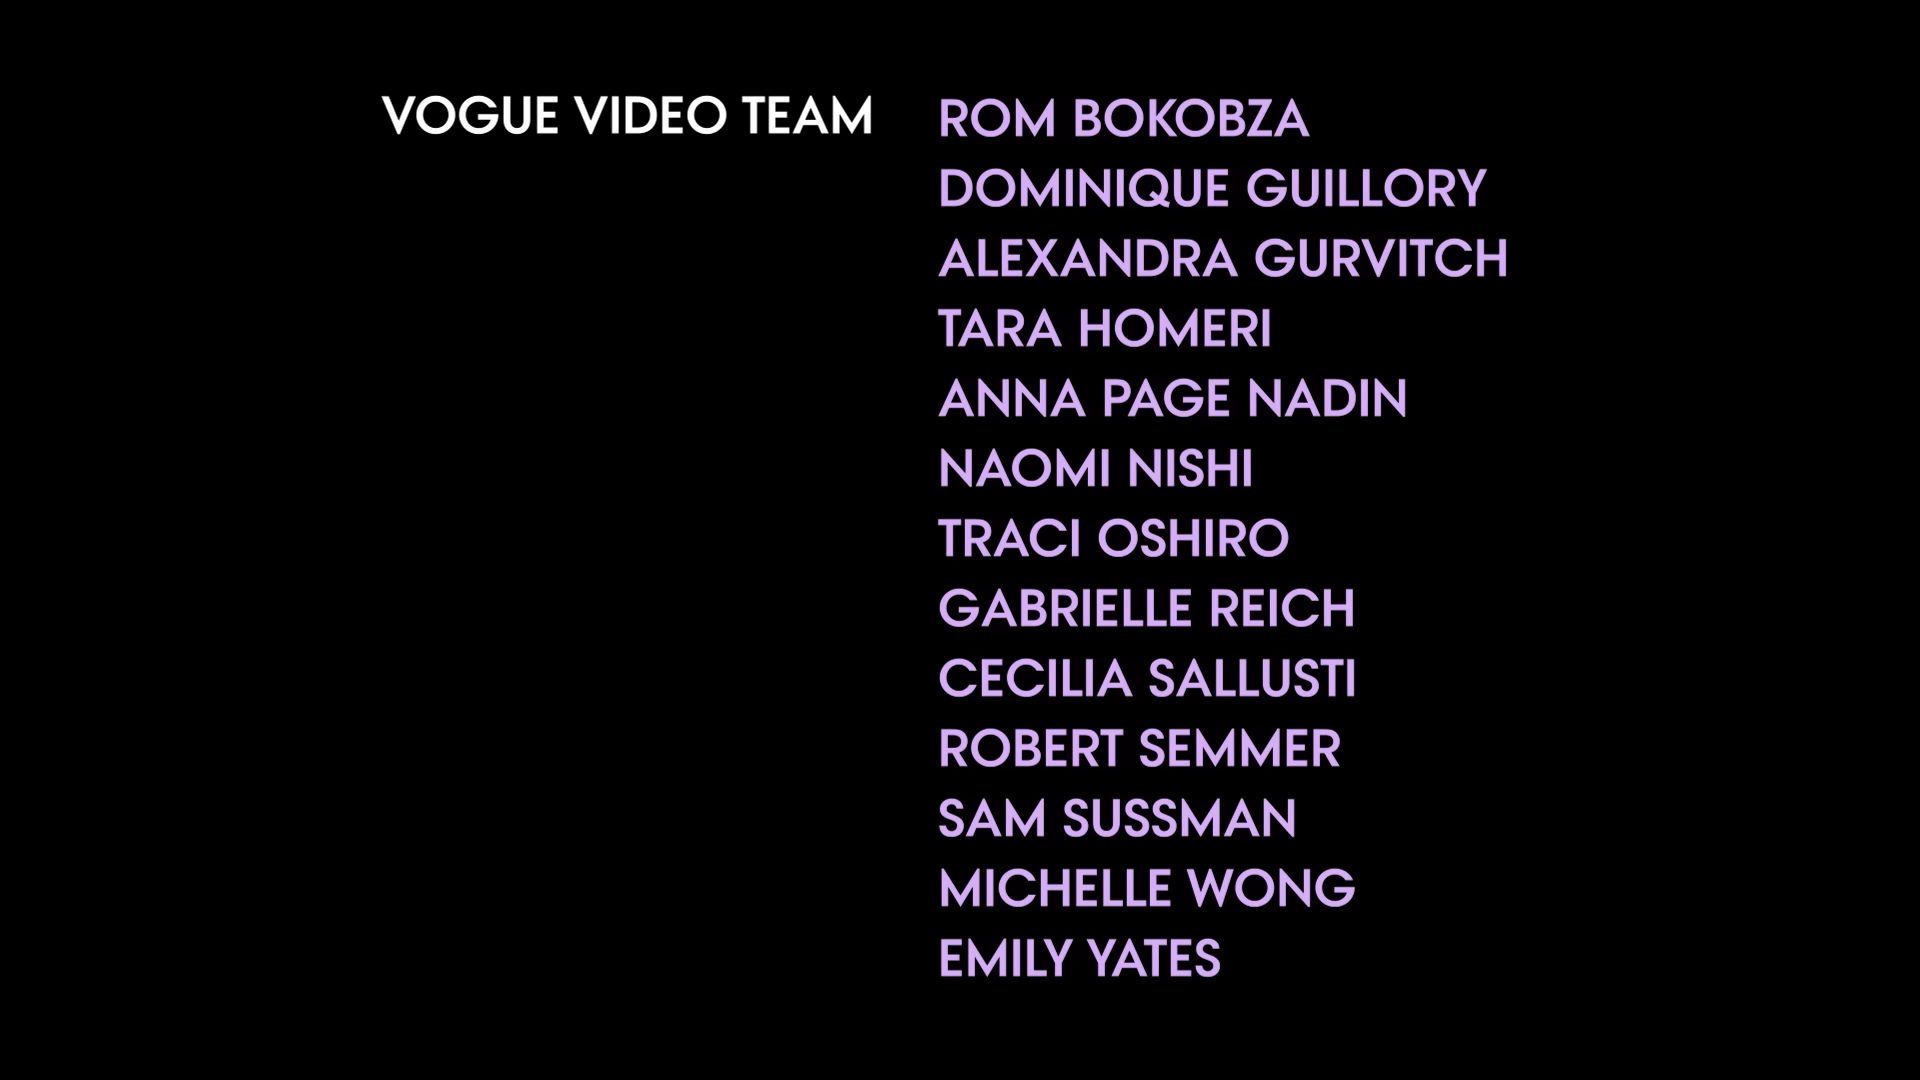 VOGUE VIDEO TEAM
ROM BOKOBZA
DOMINIQUE GUILLORY
ALEXANDRA GURVITCH
TARA HOMERI
ANNA PAGE NADIN
NAOMI NISHI
TRACI OSHIRO
GABRIELLE REICH
CECILIA SALLUSTI
ROBERT SEMMER
SAM SUSSMAN
MICHELLE WONG
EMILY YATES